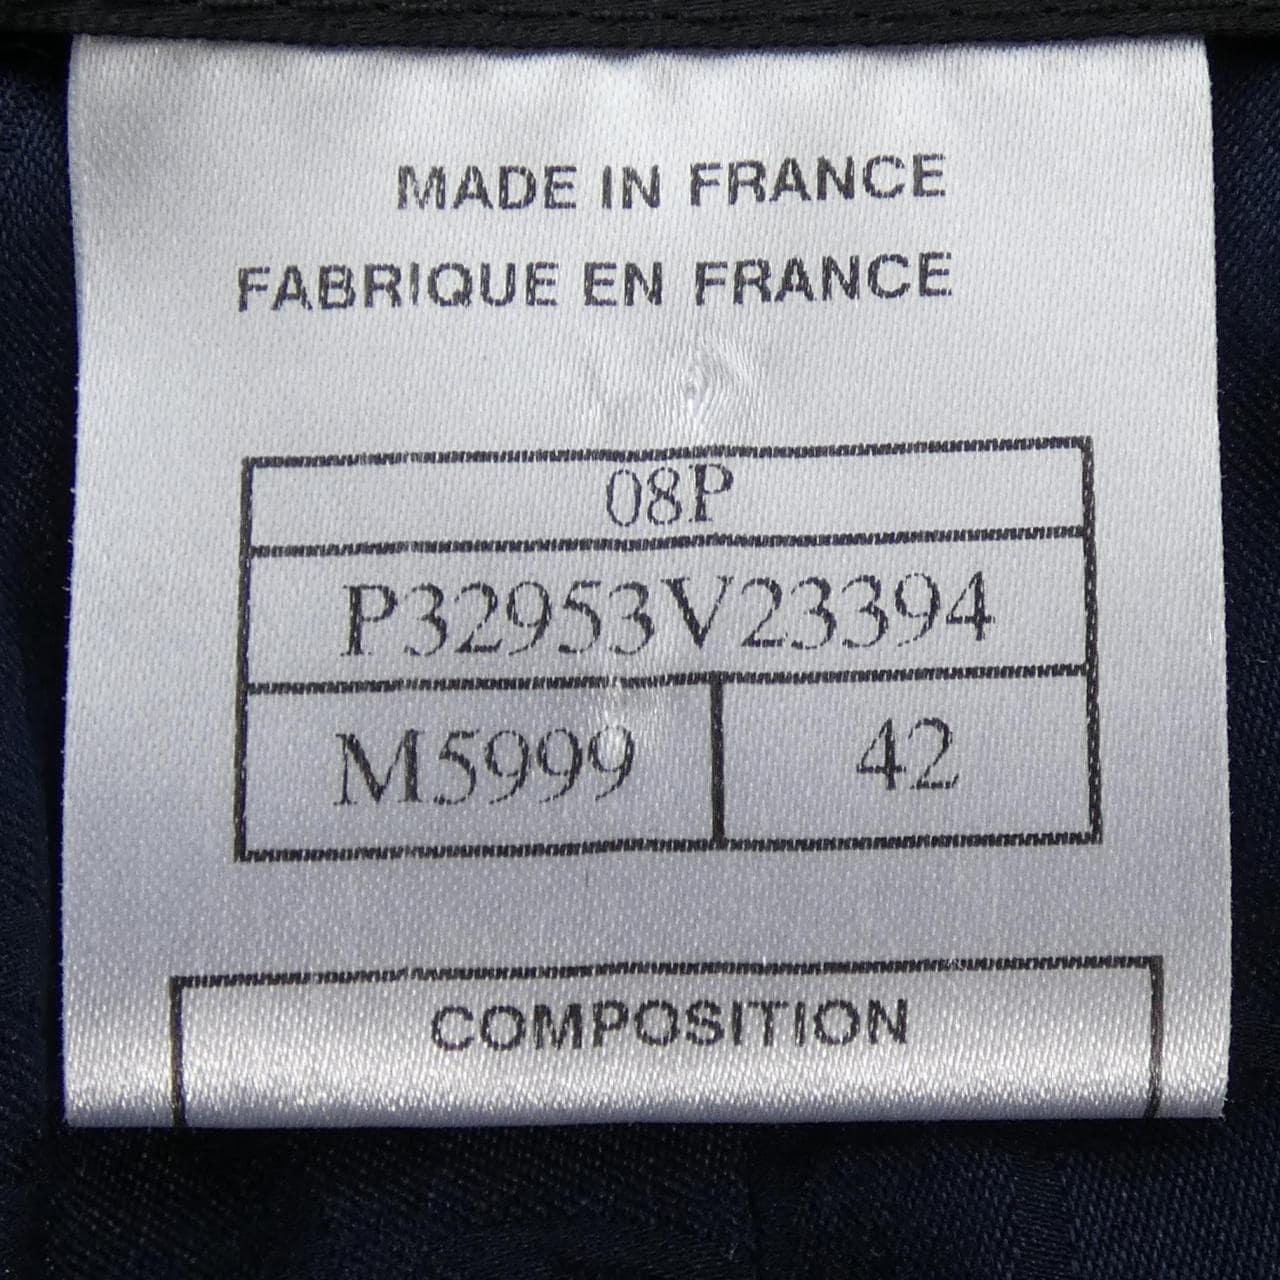 MADE IN FRANCE
FABRIQUE EN FRANCE
08P
P32953V23394
M5999 42
COMPOSITION